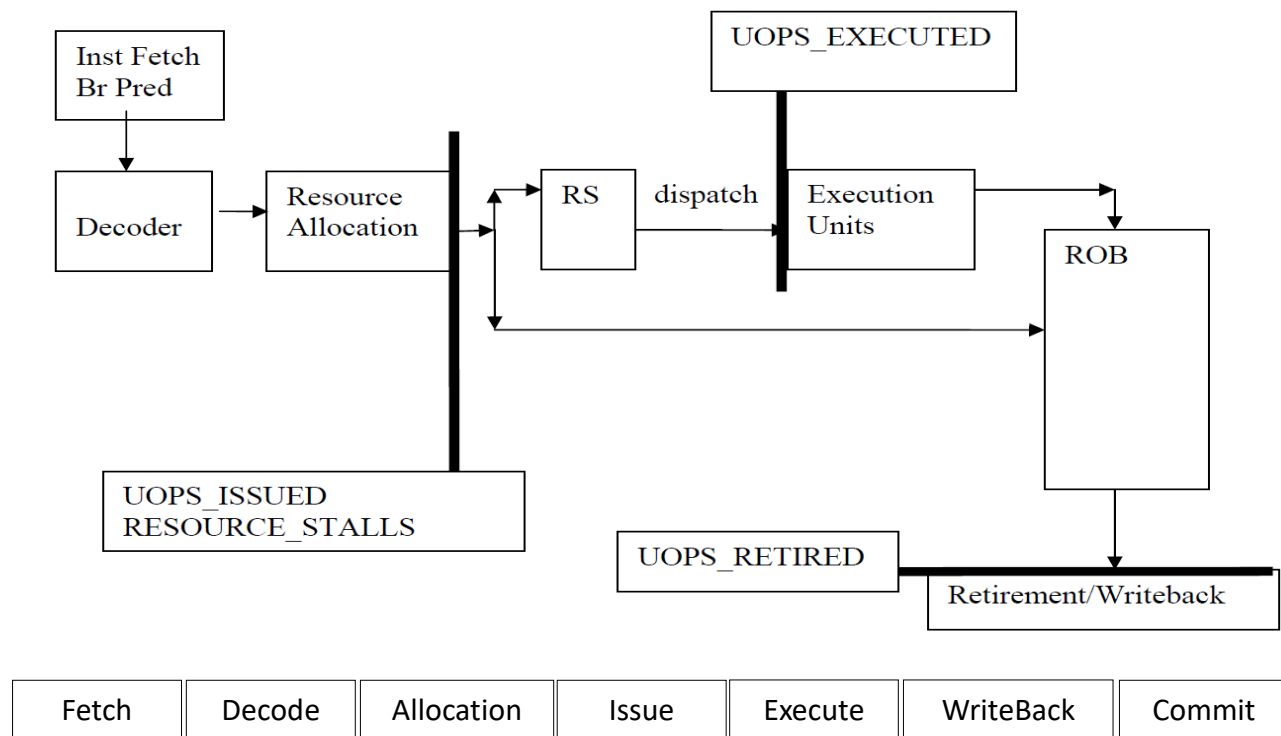 Inst Fetch
Br Pred
UOPS_EXECUTED
Decoder
Resource
Allocation
RS
dispatch
Execution
Units
ROB
UOPS_ISSUED
RESOURCE_STALLS
UOPS_RETIRED
Retirement/Writeback
Fetch
Decode
Allocation
Issue
Execute
WriteBack
Commit